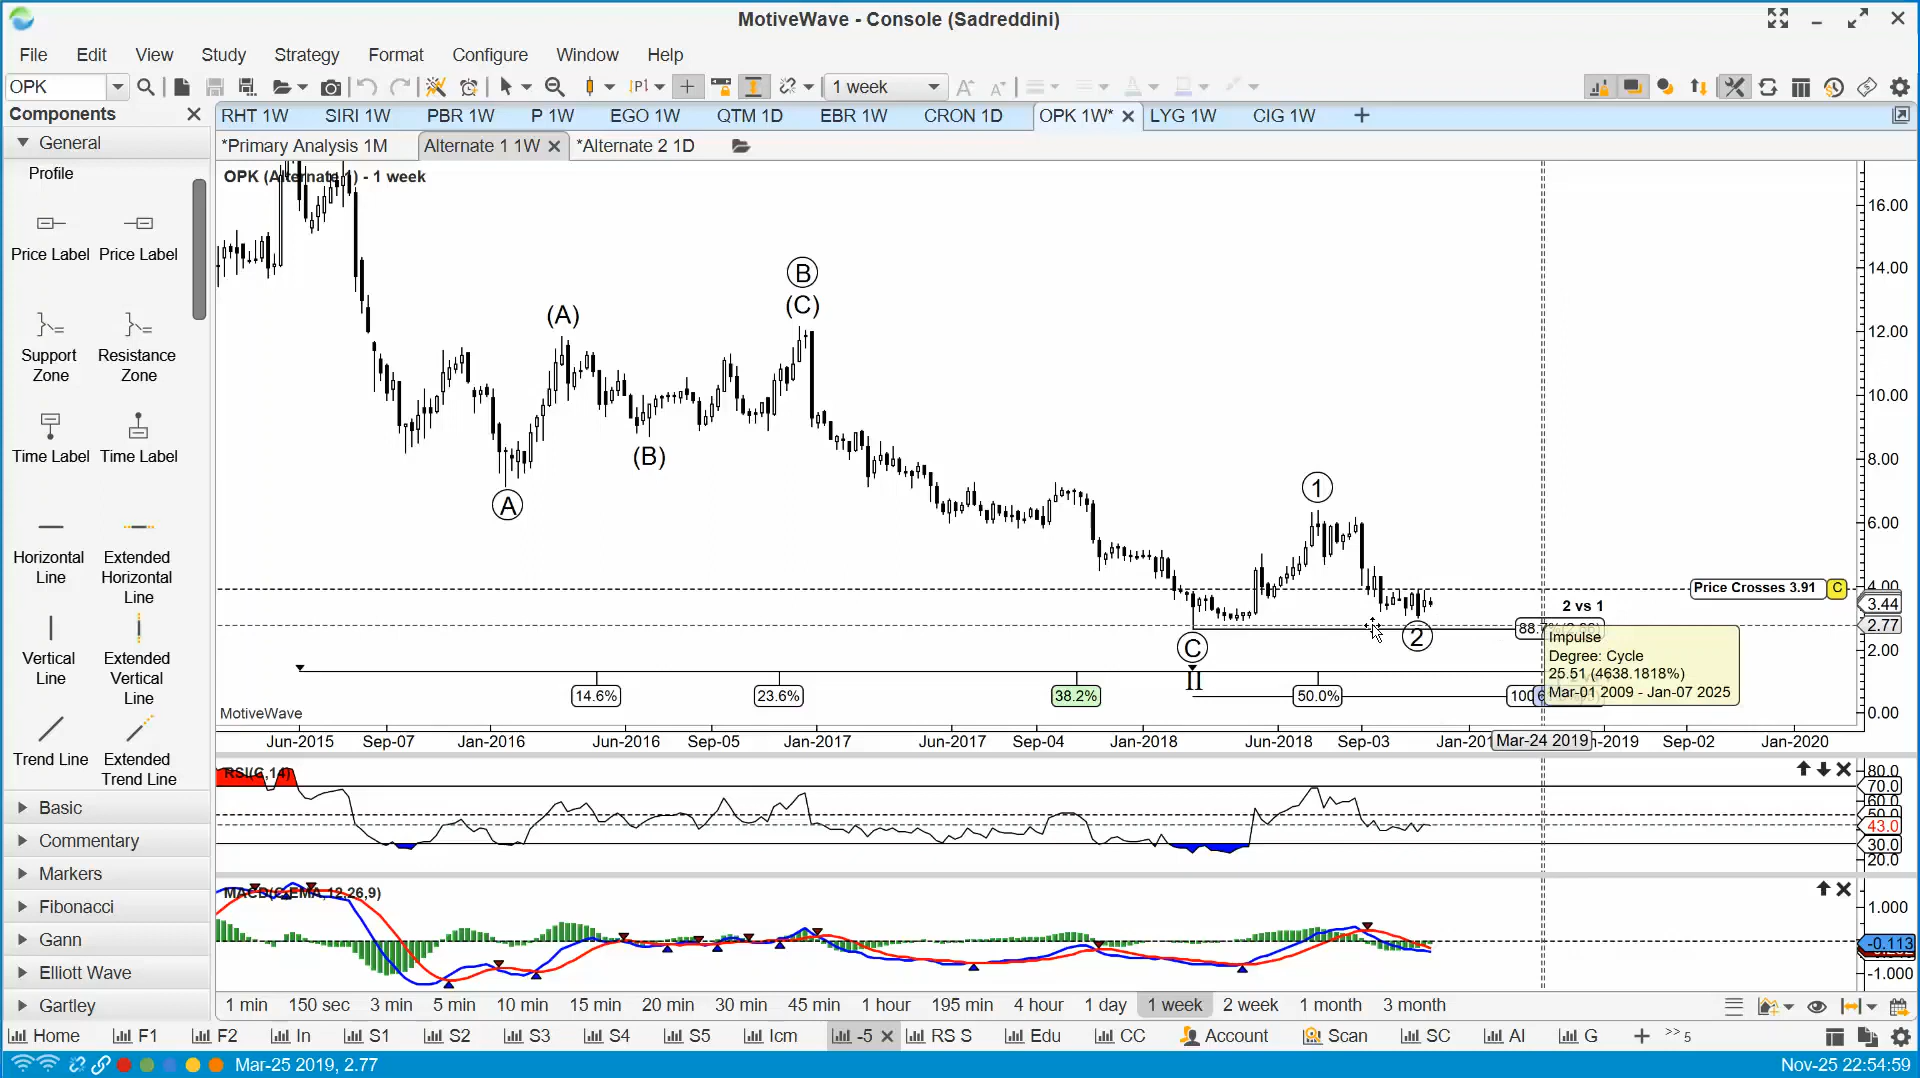 MotiveWave - Console (Sadreddini)
File Edit View Study Strategy Format Configure Window Help
OPK 1 week
Components
RHT 1W SIRI 1W PBR 1W P 1W EGO 1W QTM 1D EBR 1W CRON 1D OPK 1W* LYG 1W CIG 1W
General
*Primary Analysis 1M Alternate 1 1W *Alternate 2 1D
Profile
OPK (Alternate 1) - 1 week
Price Label Price Label
Support Zone
Resistance Zone
Time Label Time Label
Horizontal Line
Extended Horizontal Line
Vertical Line
Extended Vertical Line
Trend Line
Extended Trend Line
Basic
Commentary
Markers
Fibonacci
Gann
Elliott Wave
Gartley
16.00
14.00
12.00
10.00
8.00
6.00
4.00
3.44
2.77
2.00
0.00
B
(C)
(A)
(B)
A
1
C
II
2
Price Crosses 3.91 C
2 vs 1
Impulse
Degree: Cycle
25.51 (4638.1818%)
Mar-01 2009 - Jan-07 2025
14.6% 23.6% 38.2% 50.0%
MotiveWave
Jun-2015 Sep-07 Jan-2016 Jun-2016 Sep-05 Jan-2017 Jun-2017 Sep-04 Jan-2018 Jun-2018 Sep-03 Mar-24 2019 Sep-02 Jan-2020
RSI(C,14)
80.0
70.0
60.0
50.0
43.0
30.0
20.0
MACD(C,EMA,12,26,9)
1.000
-0.113
-1.000
1 min 150 sec 3 min 5 min 10 min 15 min 20 min 30 min 45 min 1 hour 195 min 4 hour 1 day 1 week 2 week 1 month 3 month
Home F1 F2 In S1 S2 S3 S4 S5 Icm -5 RS S Edu CC Account Scan SC AI G + >> 5
Mar-25 2019, 2.77
Nov-25 22:54:59